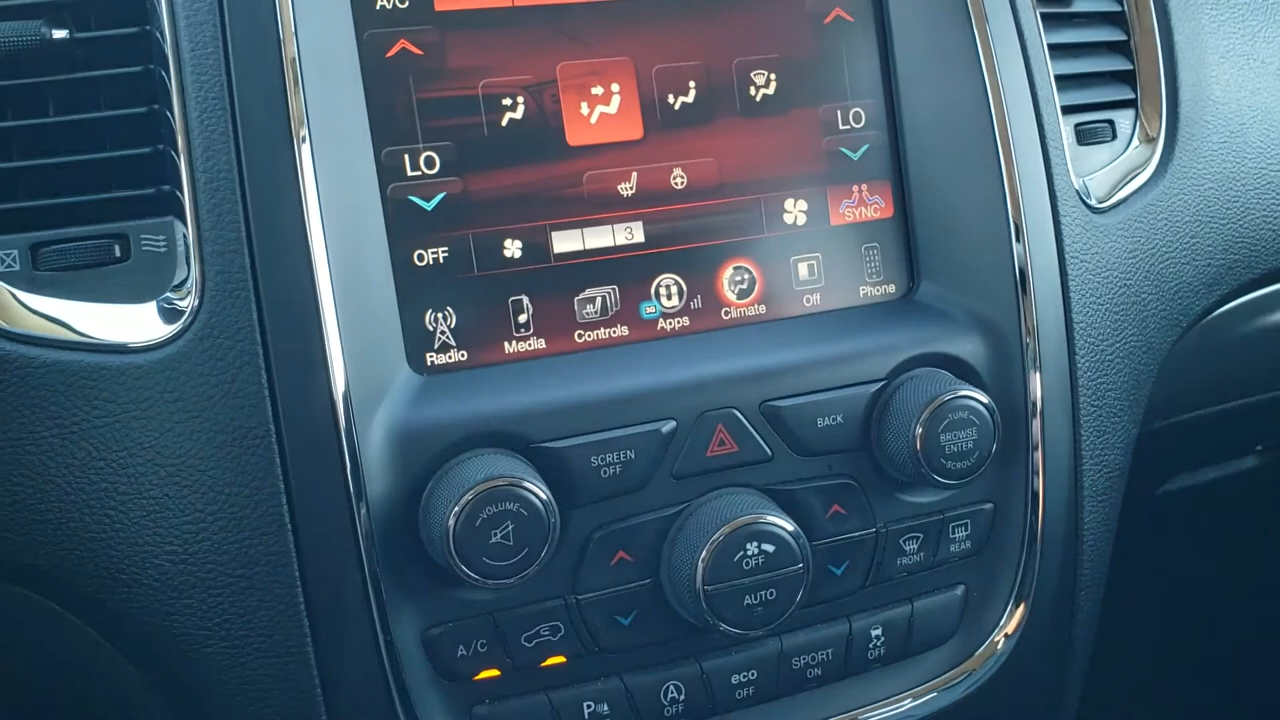 A/C
LO
LO
SYNC
OFF
3
3G
Radio
Media
Controls
Apps
Climate
Off
Phone
SCREEN
OFF
BACK
TUNE
BROWSE
ENTER
SCROLL
VOLUME
OFF
AUTO
FRONT
REAR
A/C
P
A
OFF
eco
OFF
SPORT
ON
OFF